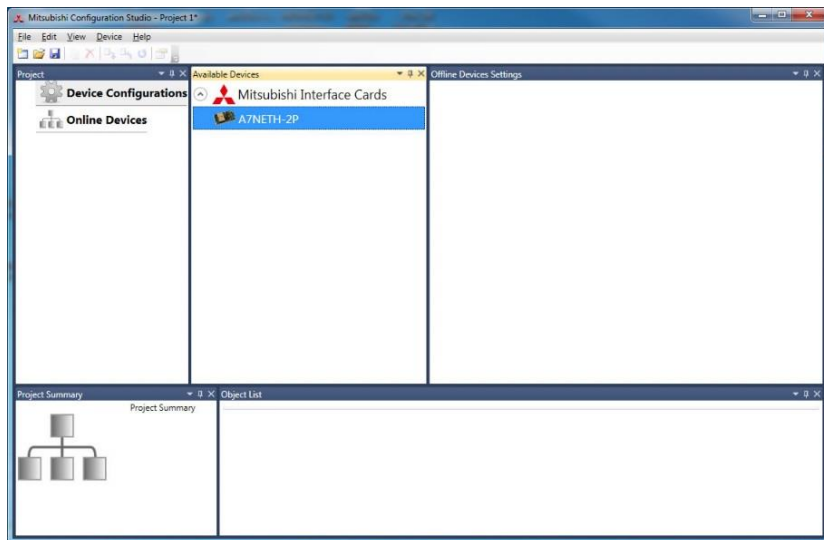 Mitsubishi Configuration Studio - Project 1*
File Edit View Device Help
Project
Device Configurations
Online Devices
Available Devices
Mitsubishi Interface Cards
A7NETH-2P
Offline Devices Settings
Project Summary
Project Summary
Object List